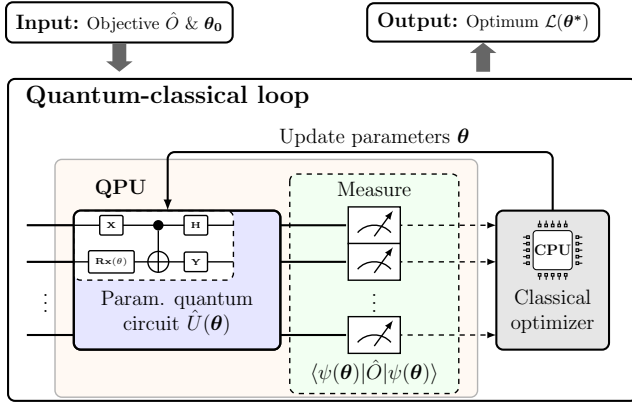 Input: Objective Ô & θ₀
Output: Optimum ℒ(θ*)
Quantum-classical loop
Update parameters θ
QPU
Measure
X
H
Rx(θ)
Y
CPU
Param. quantum
circuit Û(θ)
Classical
optimizer
⟨ψ(θ)|Ô|ψ(θ)⟩